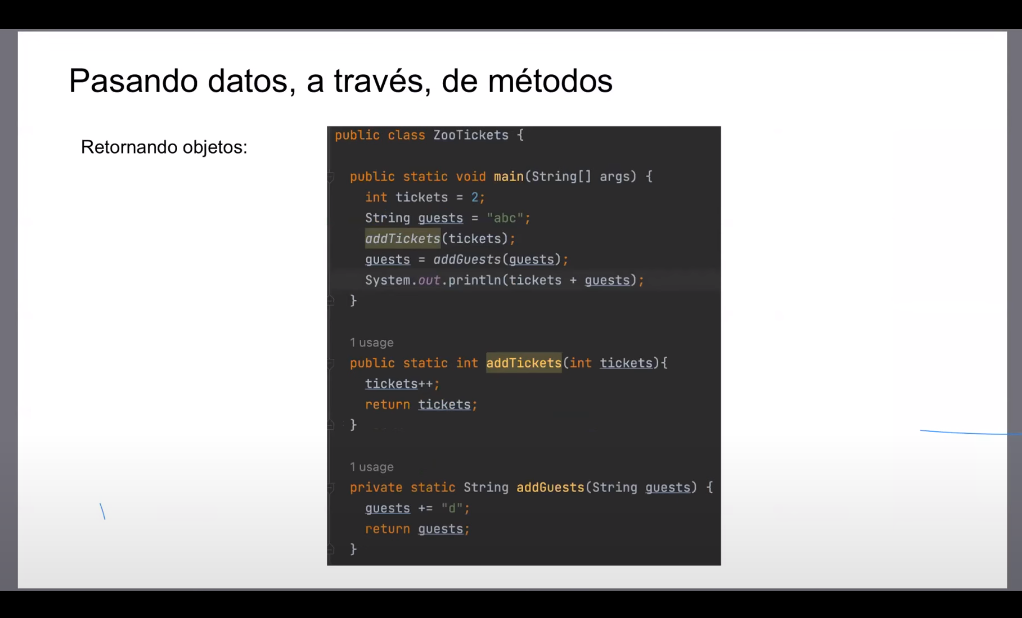 Pasando datos, a través, de métodos
Retornando objetos:
public class ZooTickets {
public static void main(String[] args) {
int tickets = 2;
String guests = "abc";
addTickets(tickets);
guests = addGuests(guests);
System.out.println(tickets + guests);
}
1 usage
public static int addTickets(int tickets){
tickets++;
return tickets;
}
1 usage
private static String addGuests(String guests) {
guests += "d";
return guests;
}